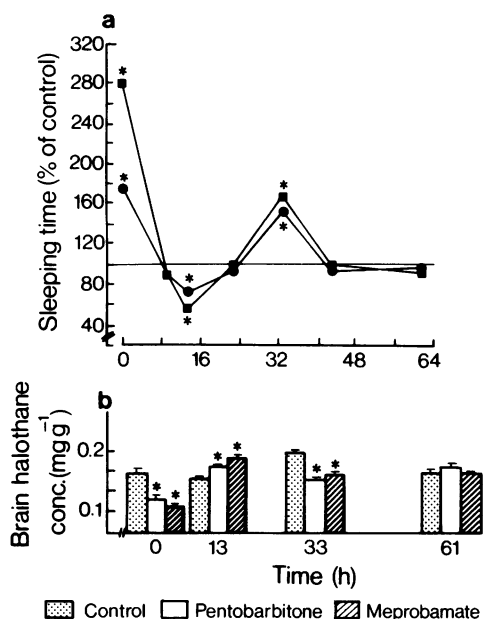 a
Sleeping time (% of control)
320
280
240
200
160
120
80
40
*
*
*
*
*
*
0 16 32 48 64
b
Brain halothane
conc.(mg g⁻¹)
0.2
0.1
* *
* *
* *
0 13 33 61
Time (h)
Control Pentobarbitone Meprobamate